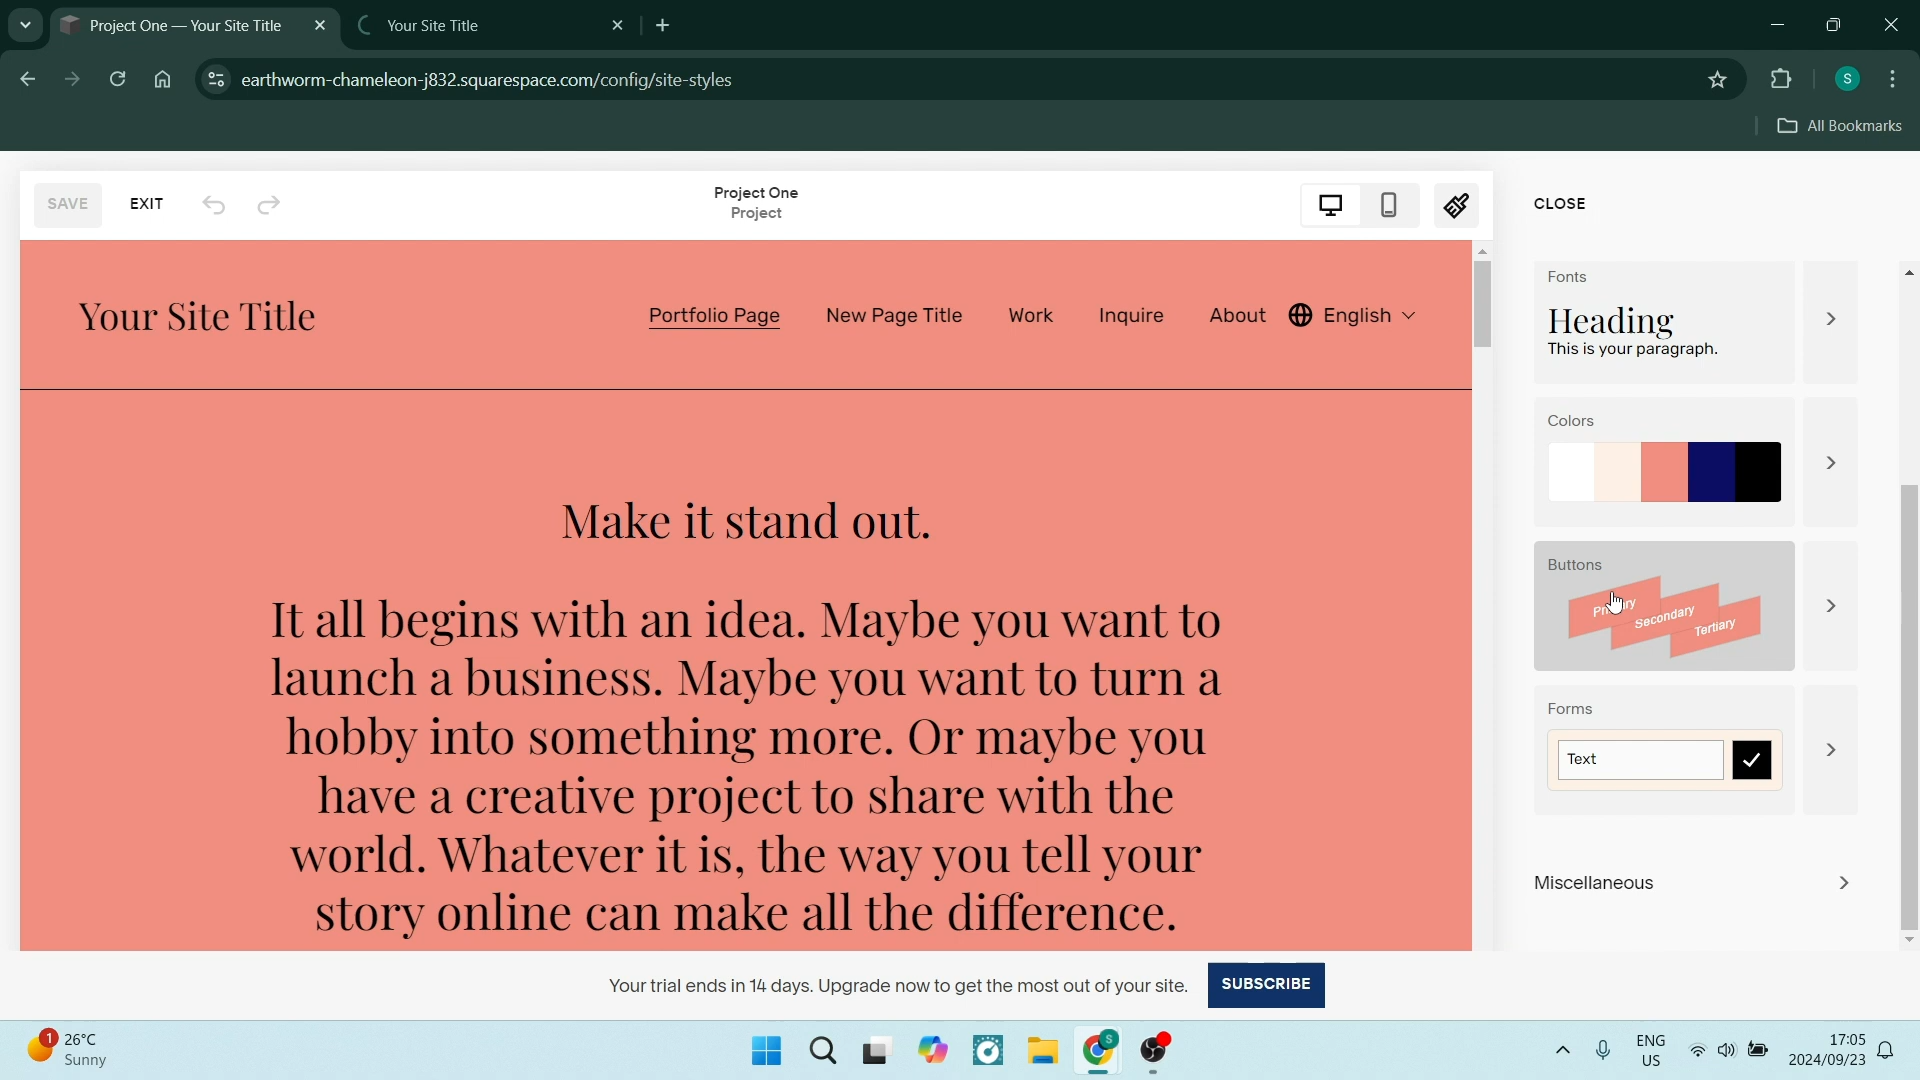 Project One — Your Site Title
Your Site Title
earthworm-chameleon-j832.squarespace.com/config/site-styles
S
All Bookmarks
SAVE
EXIT
Project One
Project
CLOSE
Your Site Title
Portfolio Page
New Page Title
Work
Inquire
About
English
Make it stand out.
It all begins with an idea. Maybe you want to
launch a business. Maybe you want to turn a
hobby into something more. Or maybe you
have a creative project to share with the
world. Whatever it is, the way you tell your
story online can make all the difference.
Fonts
Heading
This is your paragraph.
Colors
Buttons
Secondary
Tertiary
Forms
Text
Miscellaneous
Your trial ends in 14 days. Upgrade now to get the most out of your site.
SUBSCRIBE
1
26°C
Sunny
S
ENG
US
17:05
2024/09/23